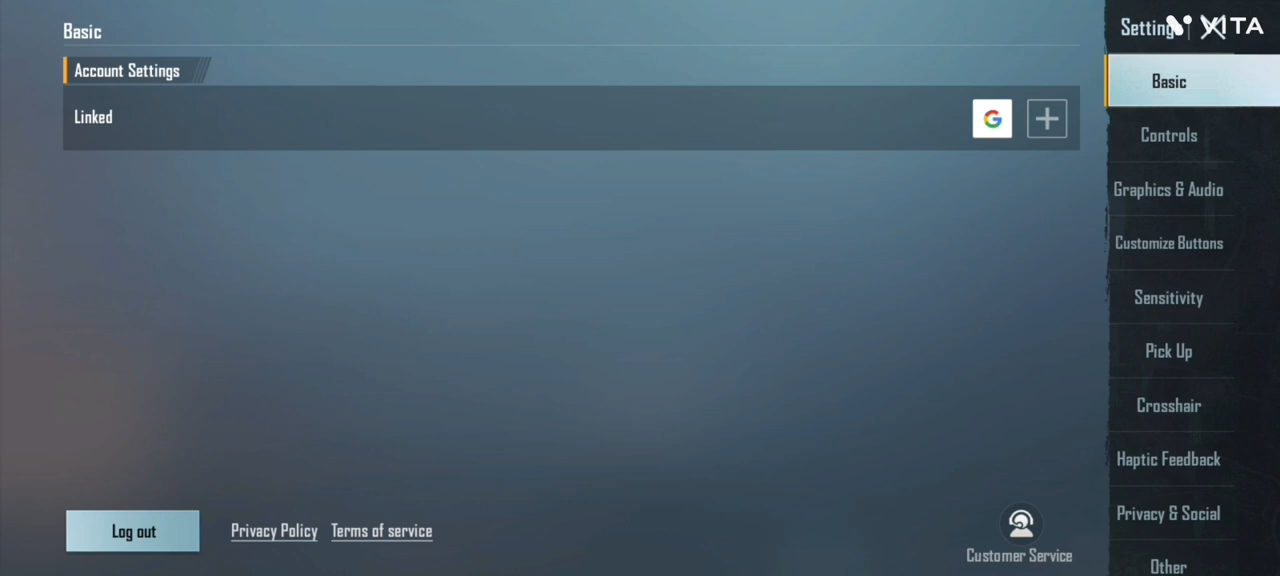 Basic
Account Settings
Linked
Log out
Privacy Policy
Terms of service
Customer Service
VITA
Basic
Controls
Graphics & Audio
Customize Buttons
Sensitivity
Pick Up
Crosshair
Haptic Feedback
Privacy & Social
Other